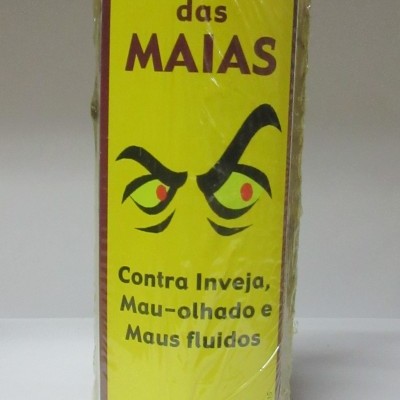 das
MAIAS
Contra Inveja,
Mau-olhado e
Maus fluidos